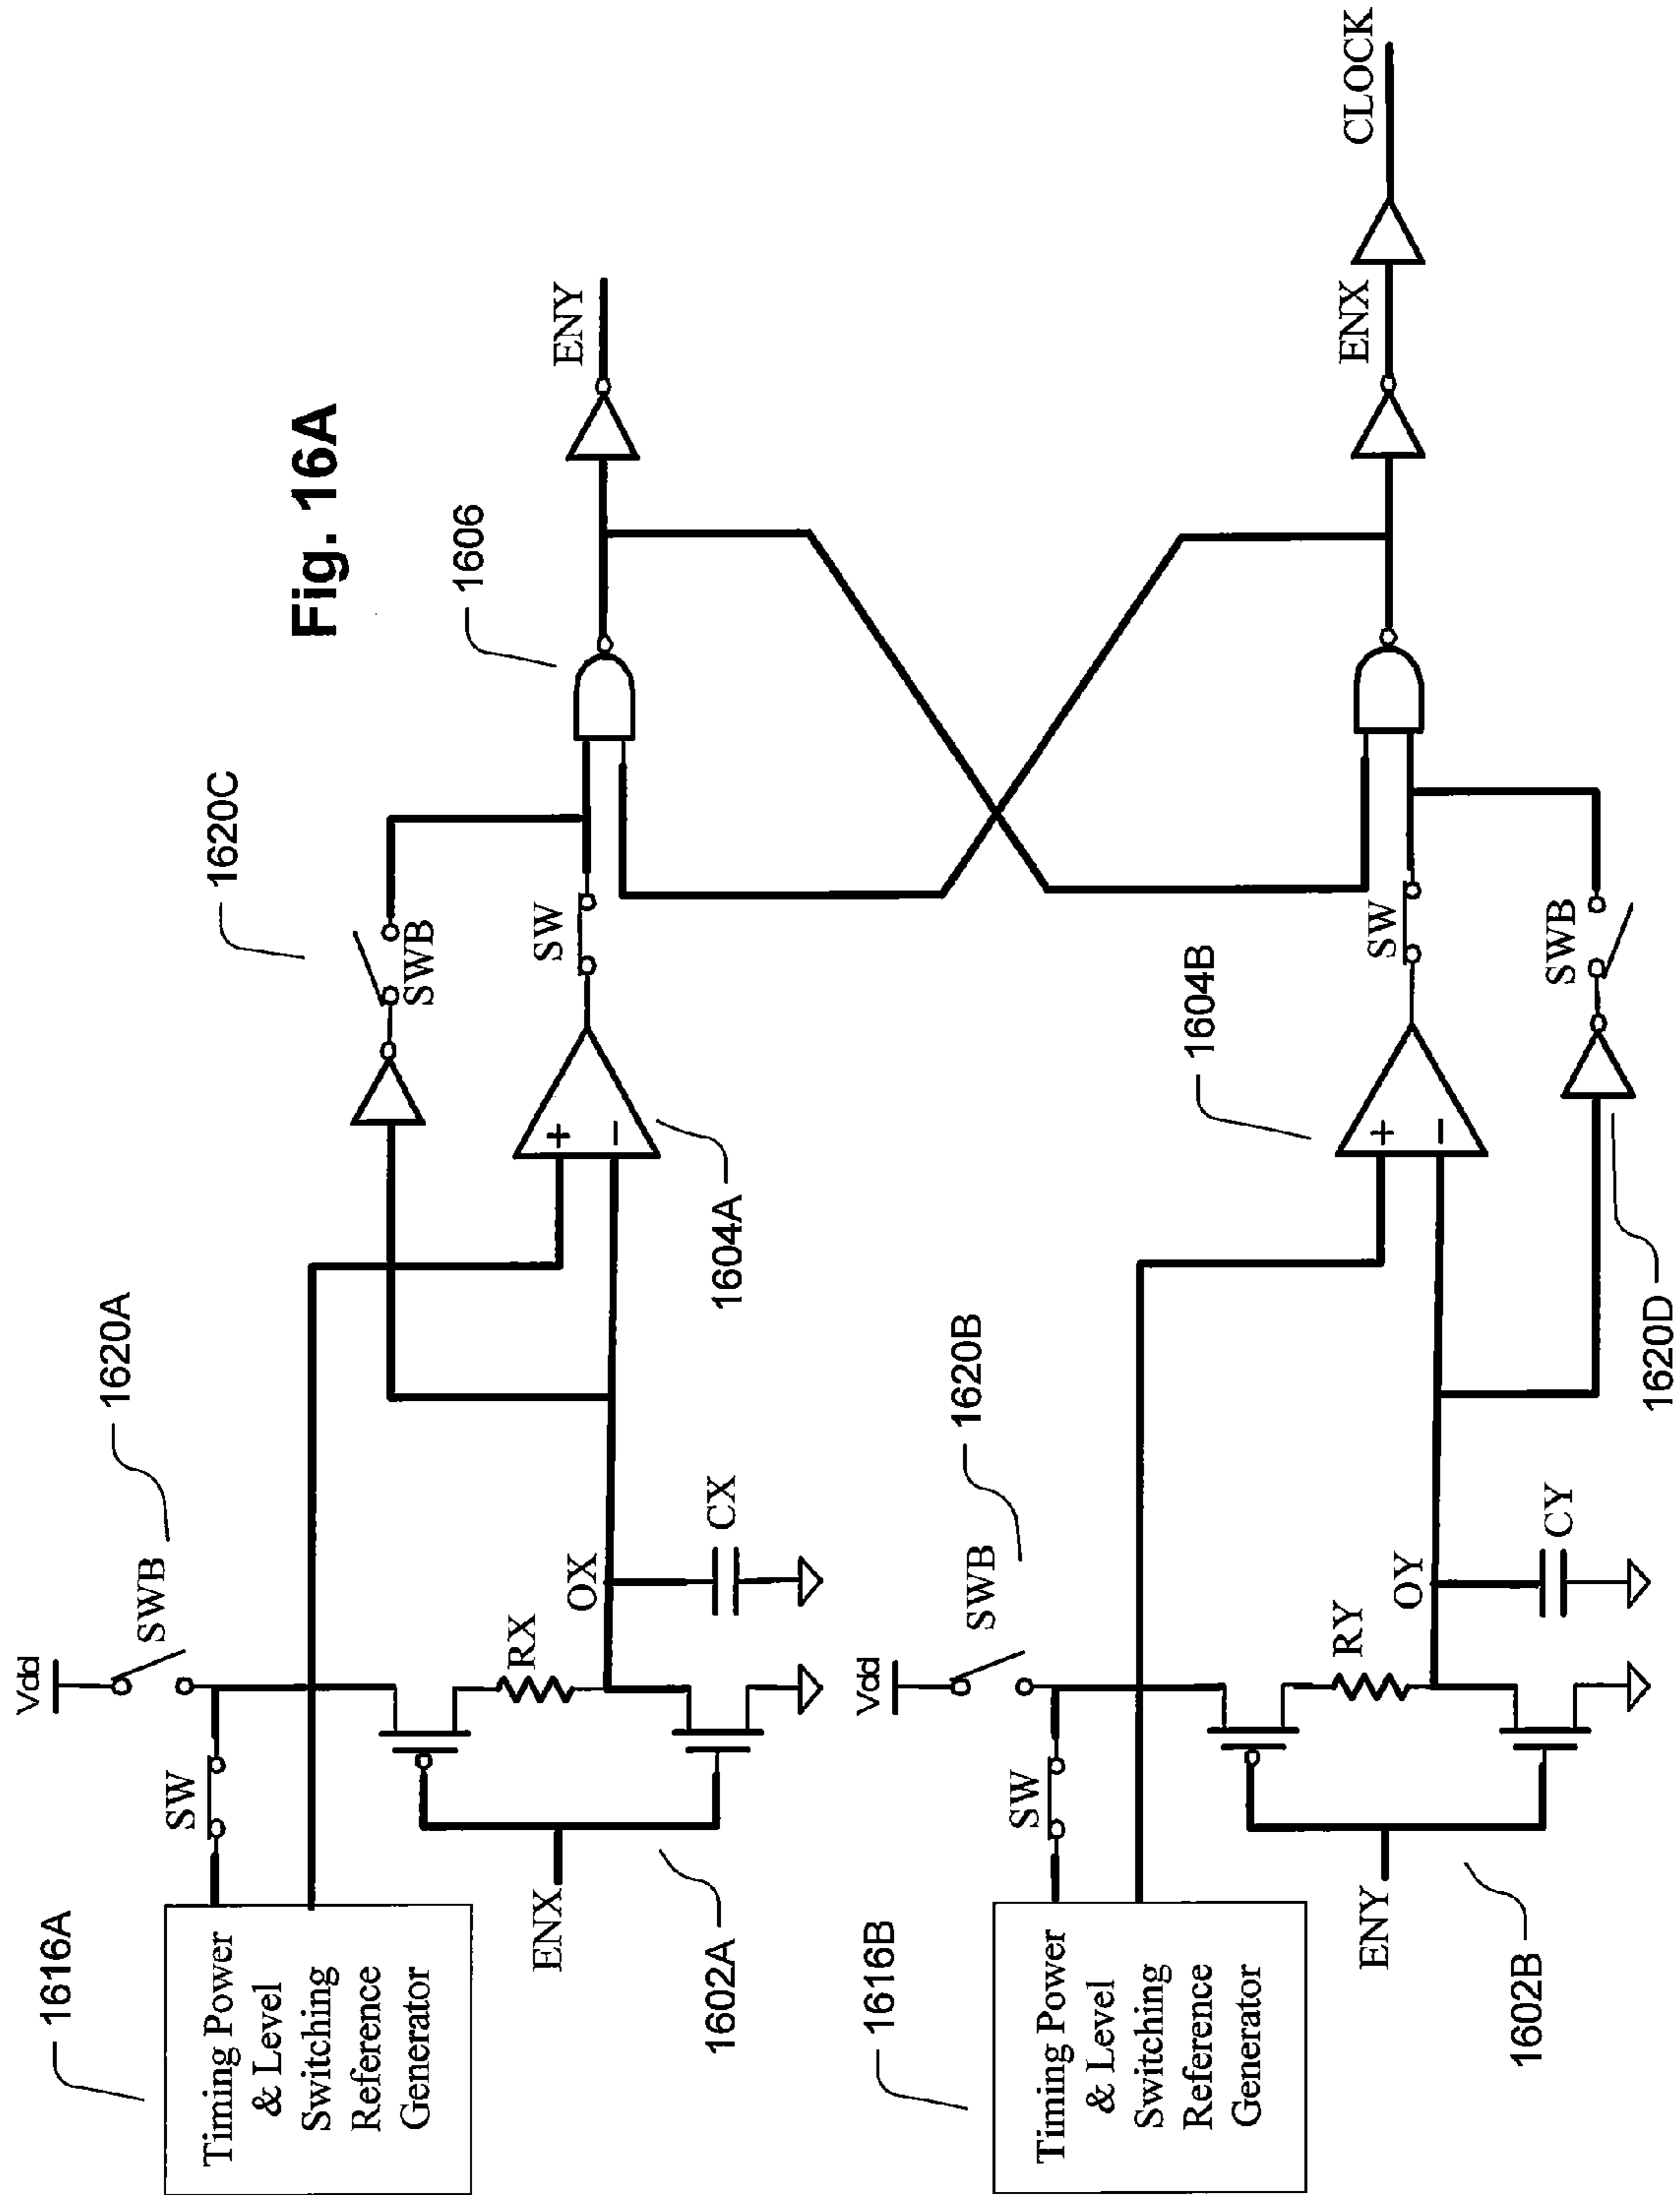 Fig. 16A
1616A
Timing Power
& Level
Switching
Reference
Generator
SW
Vdd
SWB
1620A
ENX
1602A
RX
OX
CX
1604A
+
−
1620C
SWB
SW
1606
ENY
1616B
Timing Power
& Level
Switching
Reference
Generator
SW
Vdd
SWB
1620B
ENY
1602B
RY
OY
CY
1604B
+
−
1620D
SW
SWB
ENX
CLOCK